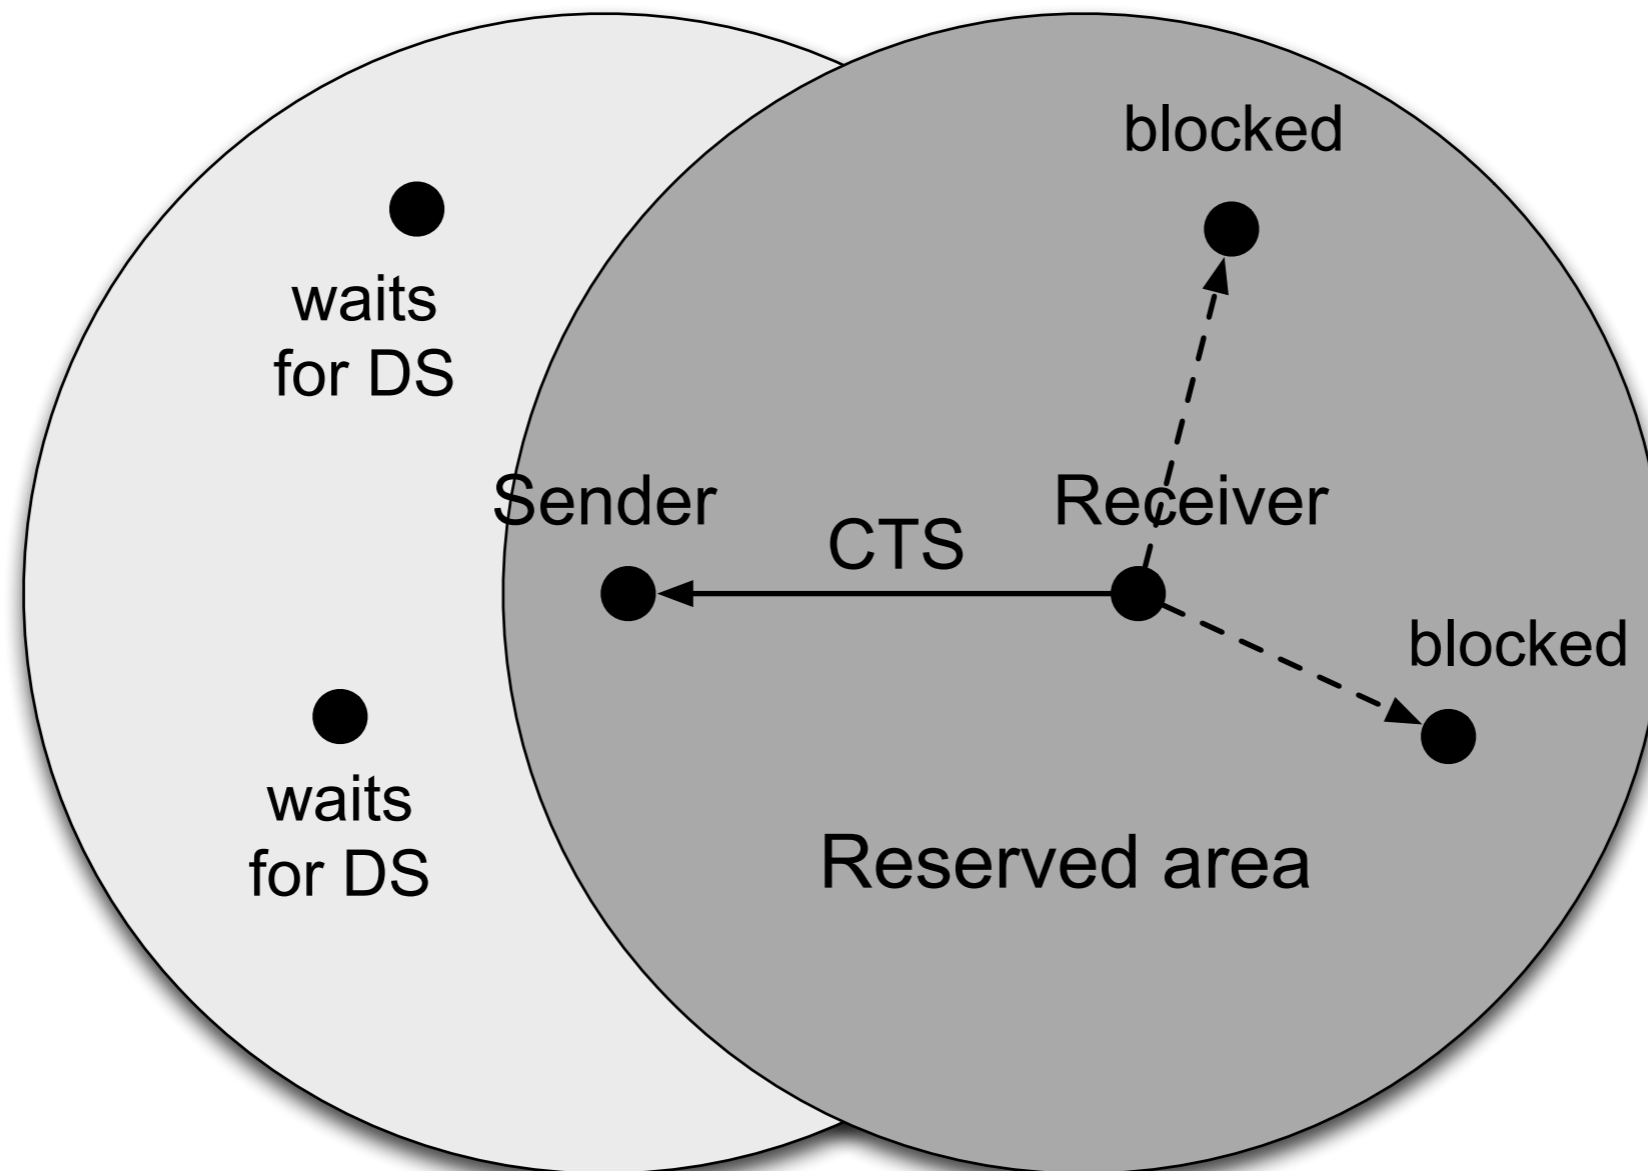 blocked
waits
for DS
Sender
CTS
Receiver
blocked
waits
for DS
Reserved area